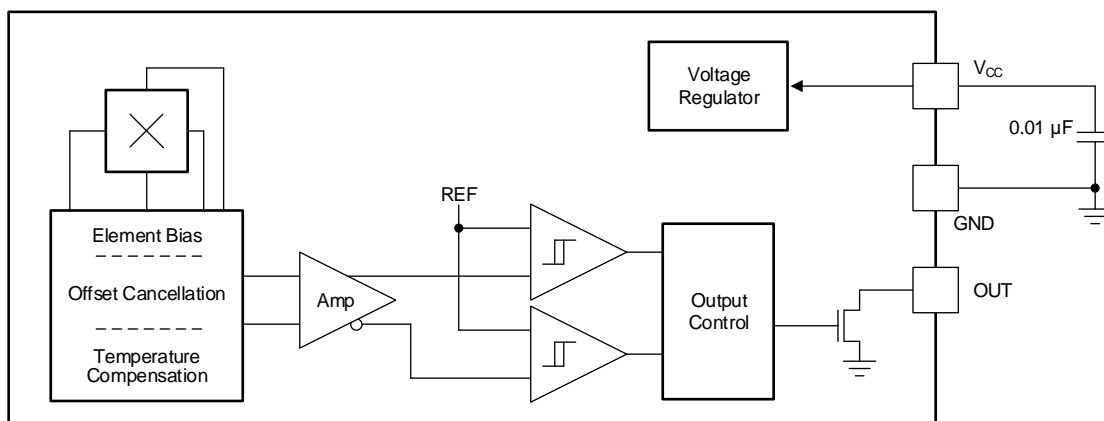 Voltage
Regulator
VCC
0.01 µF
GND
REF
Element Bias
Offset Cancellation
Temperature
Compensation
Amp
Output
Control
OUT